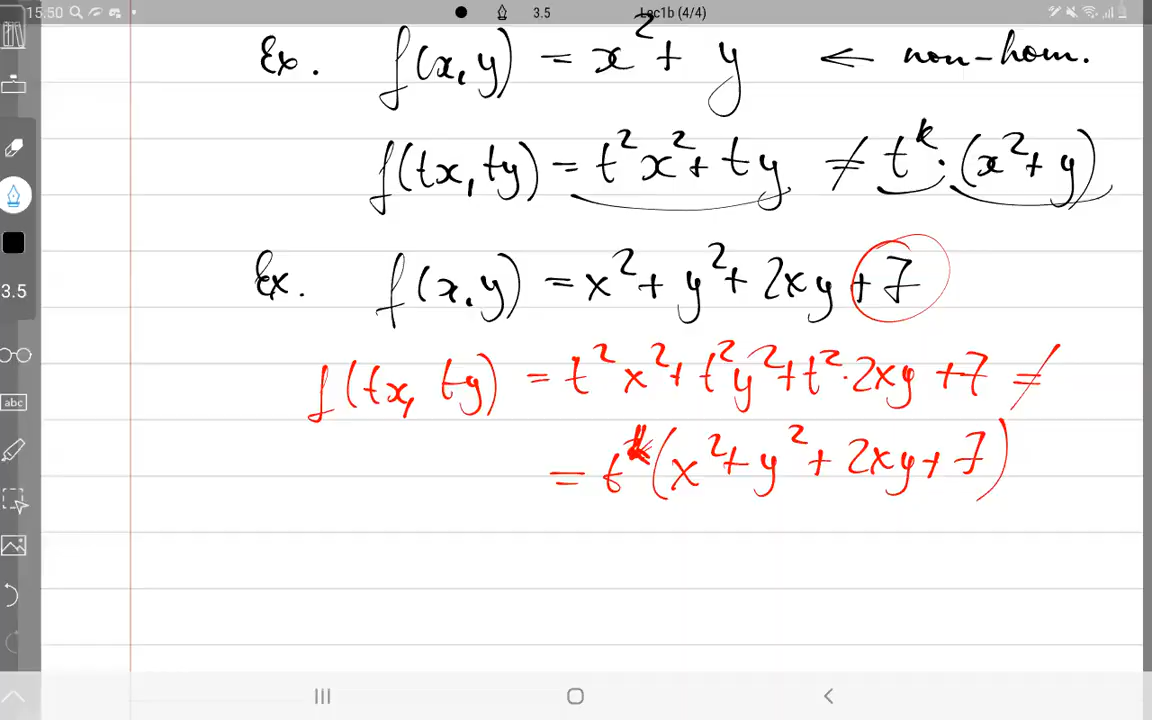 15.50 3.5 Lec1b (4/4)
Ex. f(x,y) = x² + y ← non-hom.
f(tx,ty) = t²x² + ty ≠ tᵏ·(x²+y)
3.5
Ex. f(x,y) = x² + y² + 2xy + 7
f(tx, ty) = t²x² + t²y² + t²·2xy + 7 ≠
abc
= tᵏ(x² + y² + 2xy + 7)